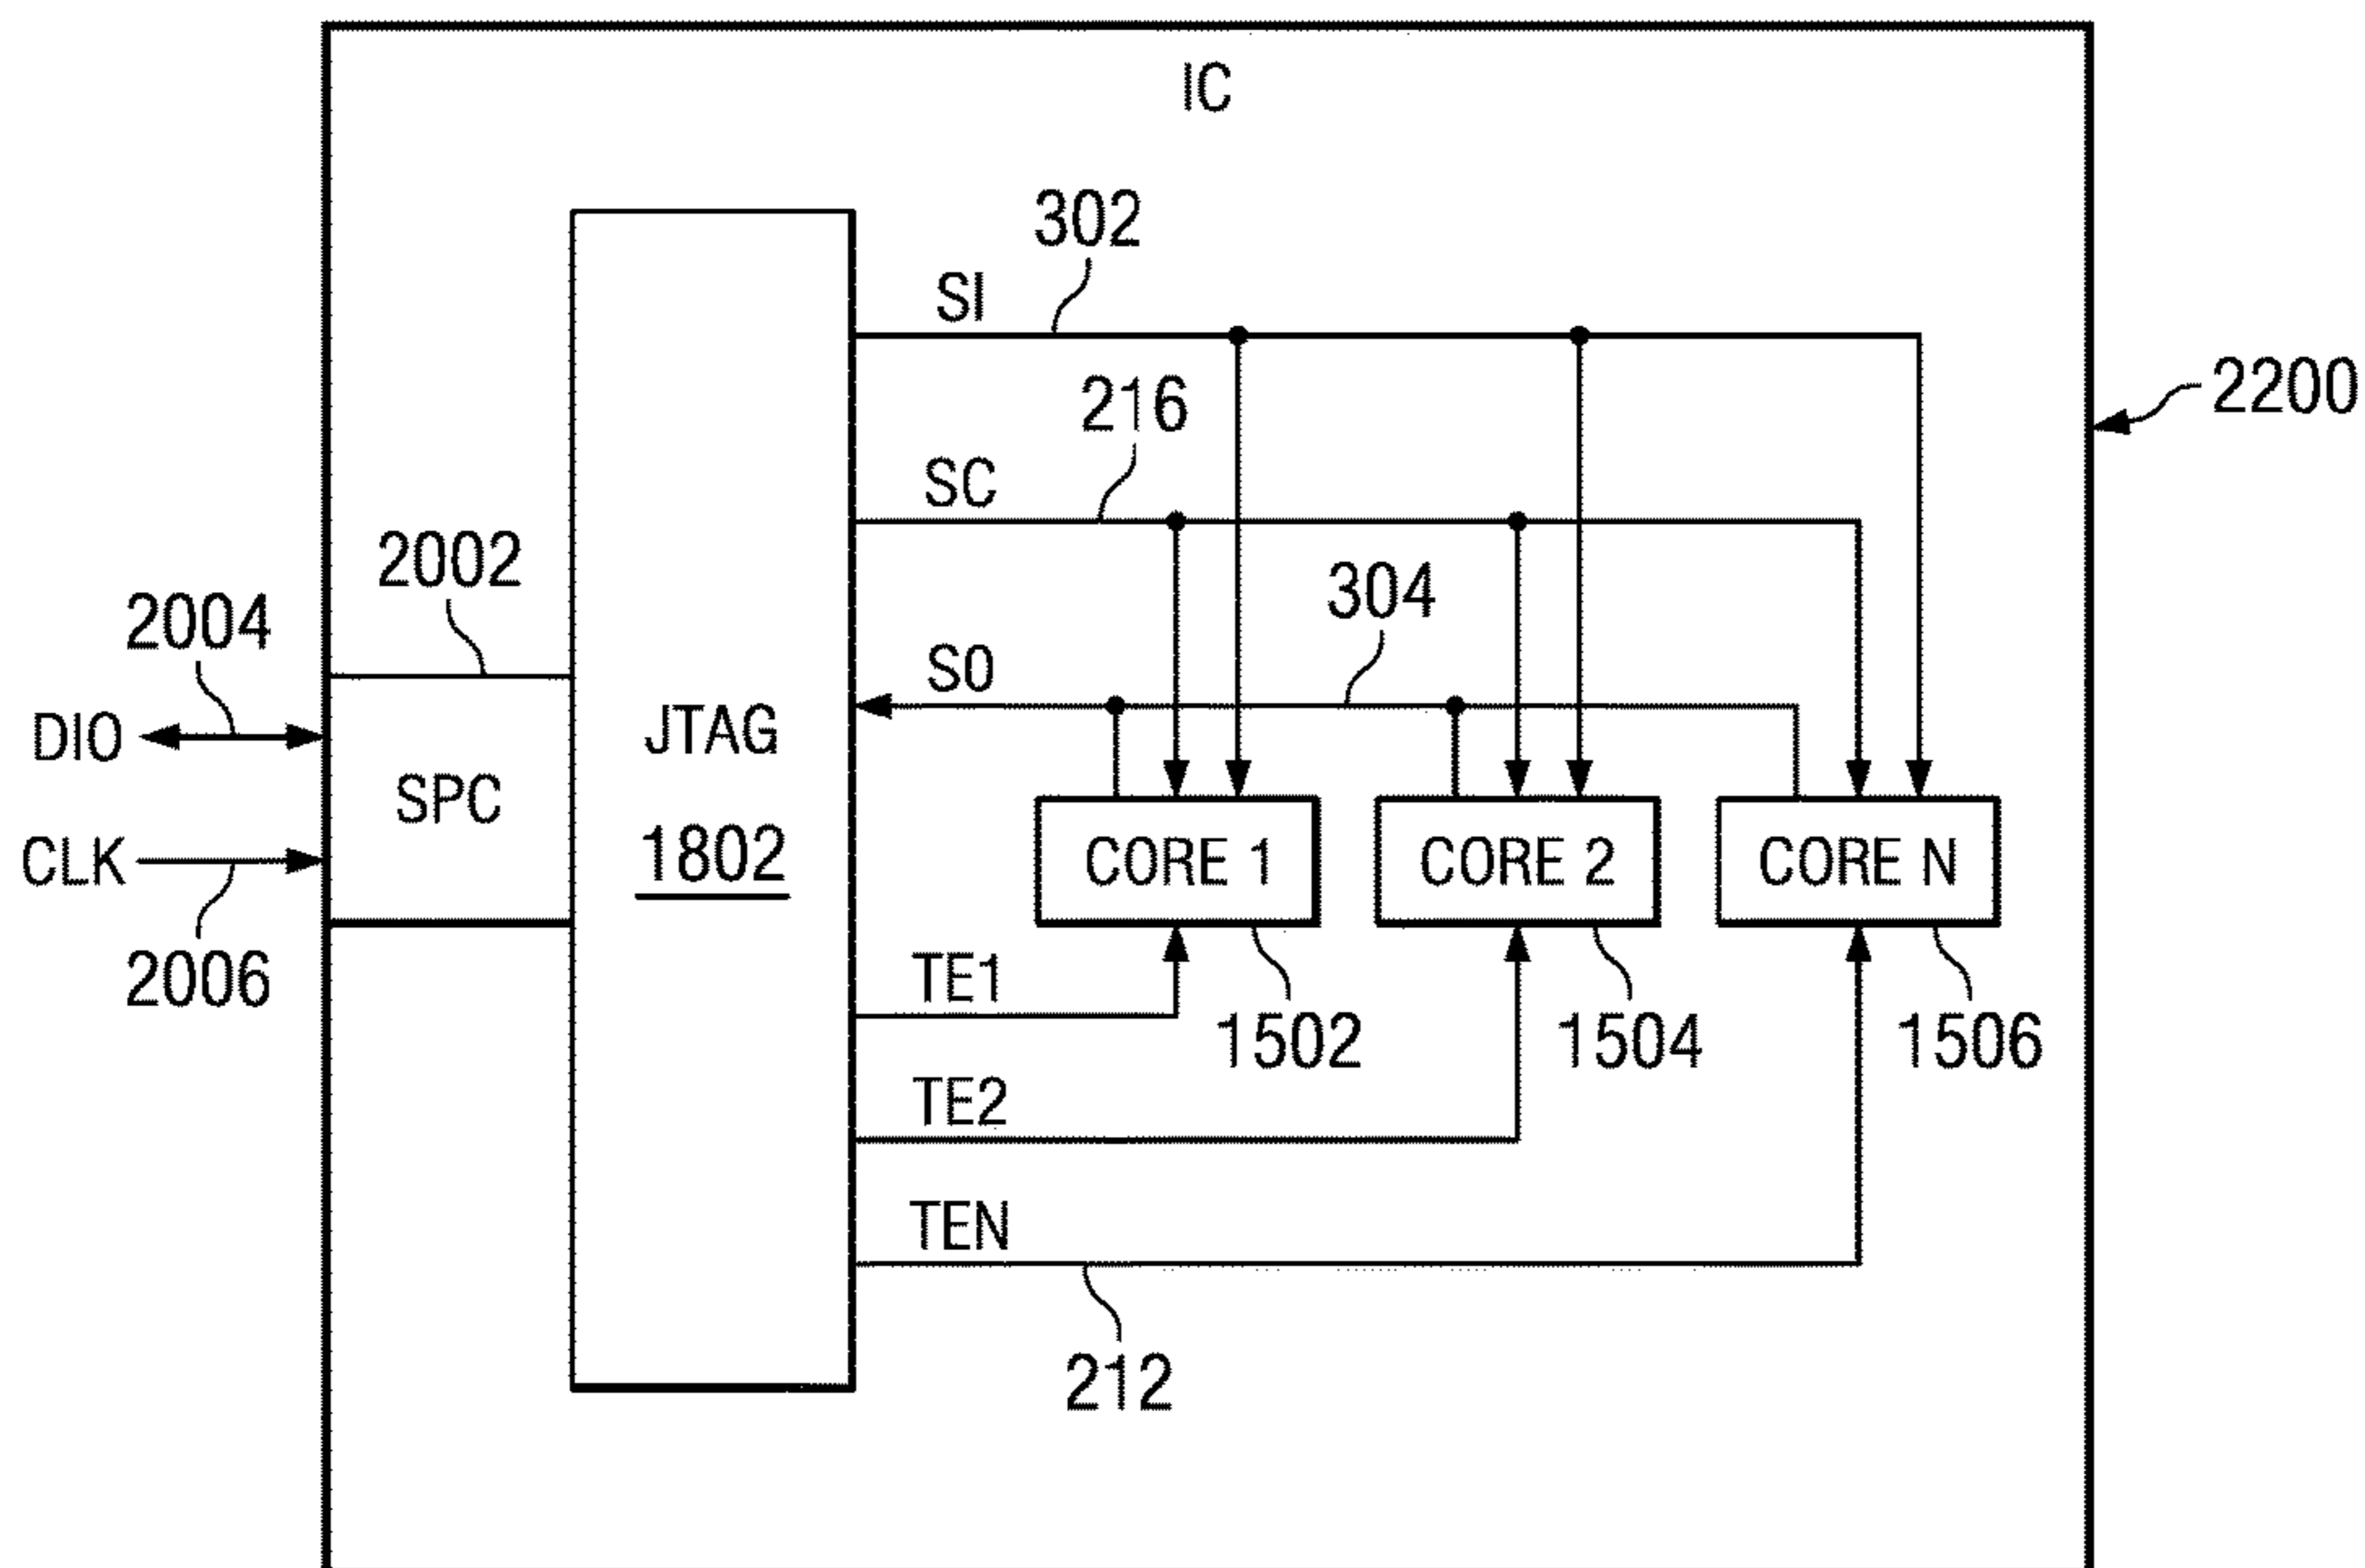 IC
302
SI
2200
216
SC
2002
304
2004
SO
DIO
JTAG
SPC
1802
CLK
CORE 1
CORE 2
CORE N
2006
TE1
1502
1504
1506
TE2
TEN
212